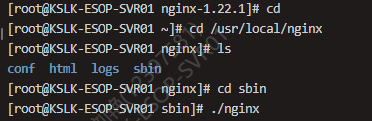 [root@KSLK-ESOP-SVR01 nginx-1.22.1]# cd
[root@KSLK-ESOP-SVR01 ~]# cd /usr/local/nginx
[root@KSLK-ESOP-SVR01 nginx]# ls
conf html logs sbin
[root@KSLK-ESOP-SVR01 nginx]# cd sbin
[root@KSLK-ESOP-SVR01 sbin]# ./nginx